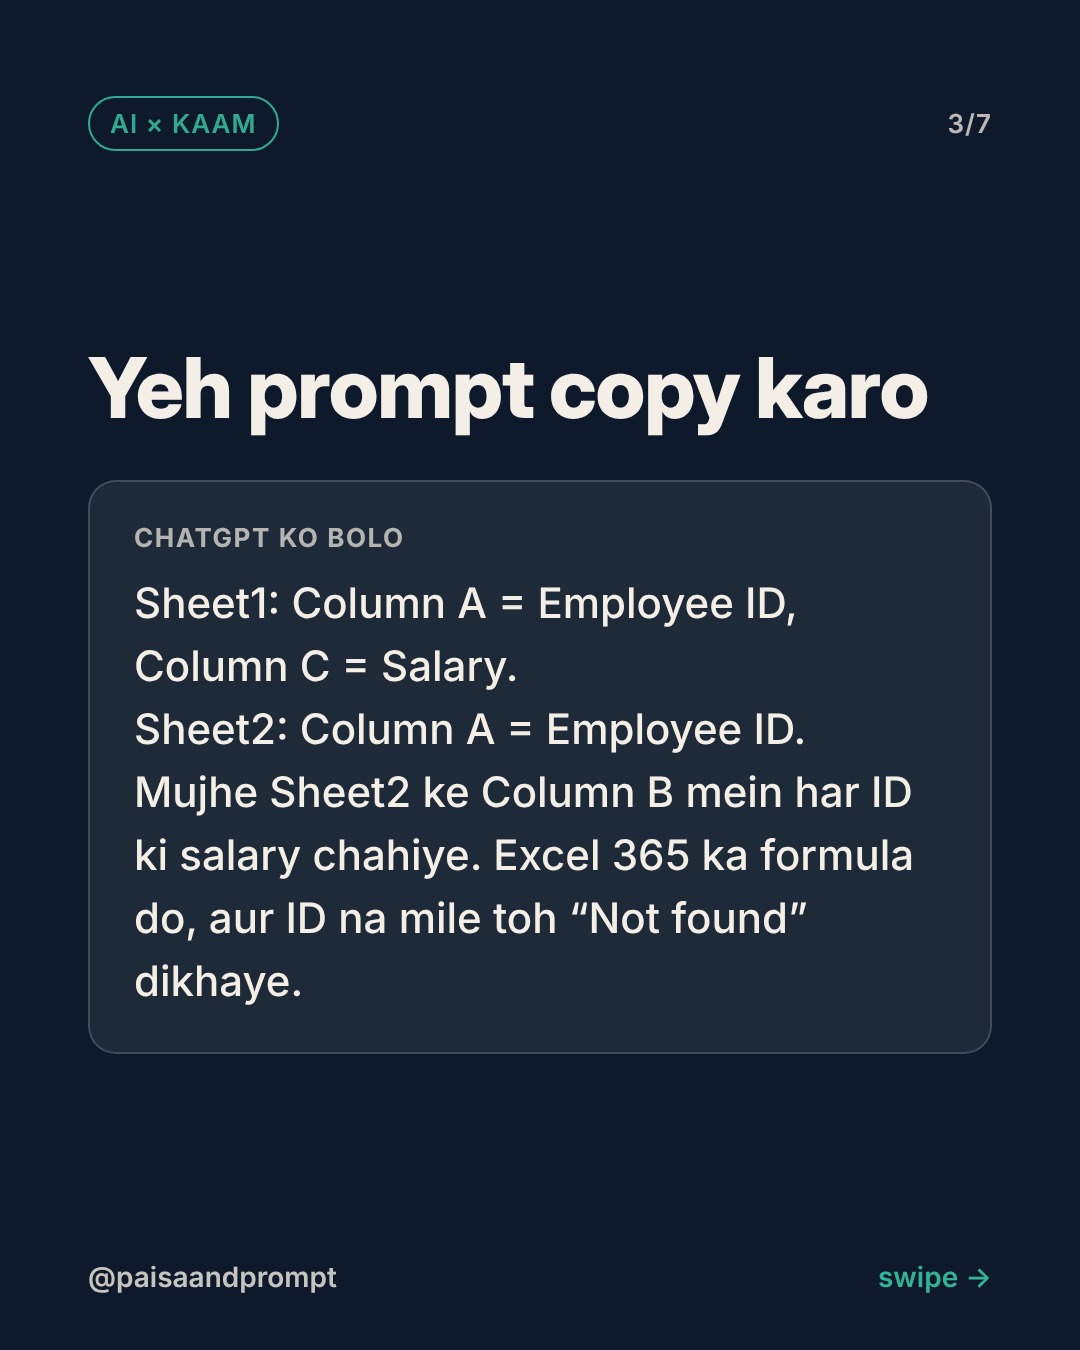 AI × KAAM
3/7
Yeh prompt copy karo
CHATGPT KO BOLO
Sheet1: Column A = Employee ID,
Column C = Salary.
Sheet2: Column A = Employee ID.
Mujhe Sheet2 ke Column B mein har ID
ki salary chahiye. Excel 365 ka formula
do, aur ID na mile toh “Not found”
dikhaye.
@paisaandprompt
swipe →